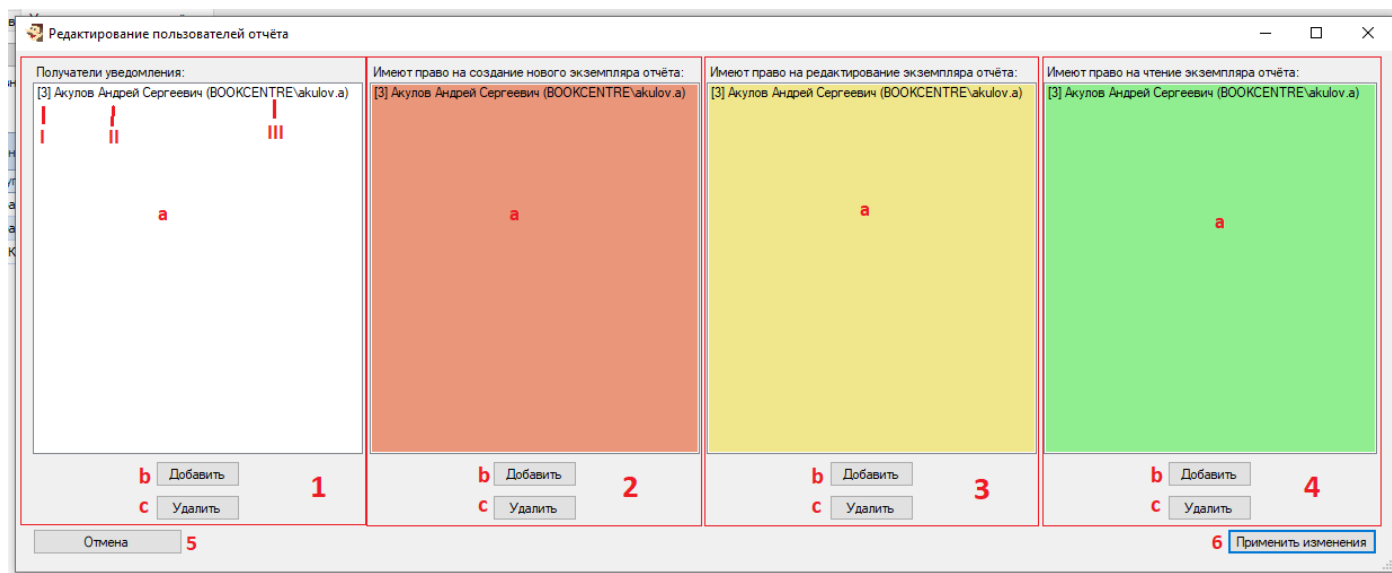 Редактирование пользователей отчёта
Получатели уведомления:
[3] Акулов Андрей Сергеевич (BOOKCENTRE\akulov.a)
I II III
a
b Добавить
c Удалить
1
Имеют право на создание нового экземпляра отчёта:
[3] Акулов Андрей Сергеевич (BOOKCENTRE\akulov.a)
a
b Добавить
c Удалить
2
Имеют право на редактирование экземпляра отчёта:
[3] Акулов Андрей Сергеевич (BOOKCENTRE\akulov.a)
a
b Добавить
c Удалить
3
Имеют право на чтение экземпляра отчёта:
[3] Акулов Андрей Сергеевич (BOOKCENTRE\akulov.a)
a
b Добавить
c Удалить
4
Отмена 5
6 Применить изменения